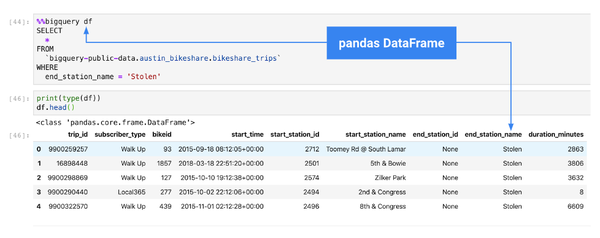 [44]: %%bigquery df
SELECT
*
FROM
`bigquery-public-data.austin_bikeshare.bikeshare_trips`
WHERE
end_station_name = 'Stolen'
pandas DataFrame
[46]: print(type(df))
df.head()
<class 'pandas.core.frame.DataFrame'>
[46]: trip_id subscriber_type bikeid start_time start_station_id start_station_name end_station_id end_station_name duration_minutes
0 9900259257 Walk Up 93 2015-09-18 08:12:05+00:00 2712 Toomey Rd @ South Lamar None Stolen 2863
1 16898448 Walk Up 1857 2018-03-18 22:51:20+00:00 2501 5th & Bowie None Stolen 3806
2 9900298869 Walk Up 127 2015-10-10 19:12:38+00:00 2574 Zilker Park None Stolen 3632
3 9900290440 Local365 277 2015-10-02 22:12:06+00:00 2494 2nd & Congress None Stolen 8
4 9900322570 Walk Up 439 2015-11-01 02:12:28+00:00 2496 8th & Congress None Stolen 6609